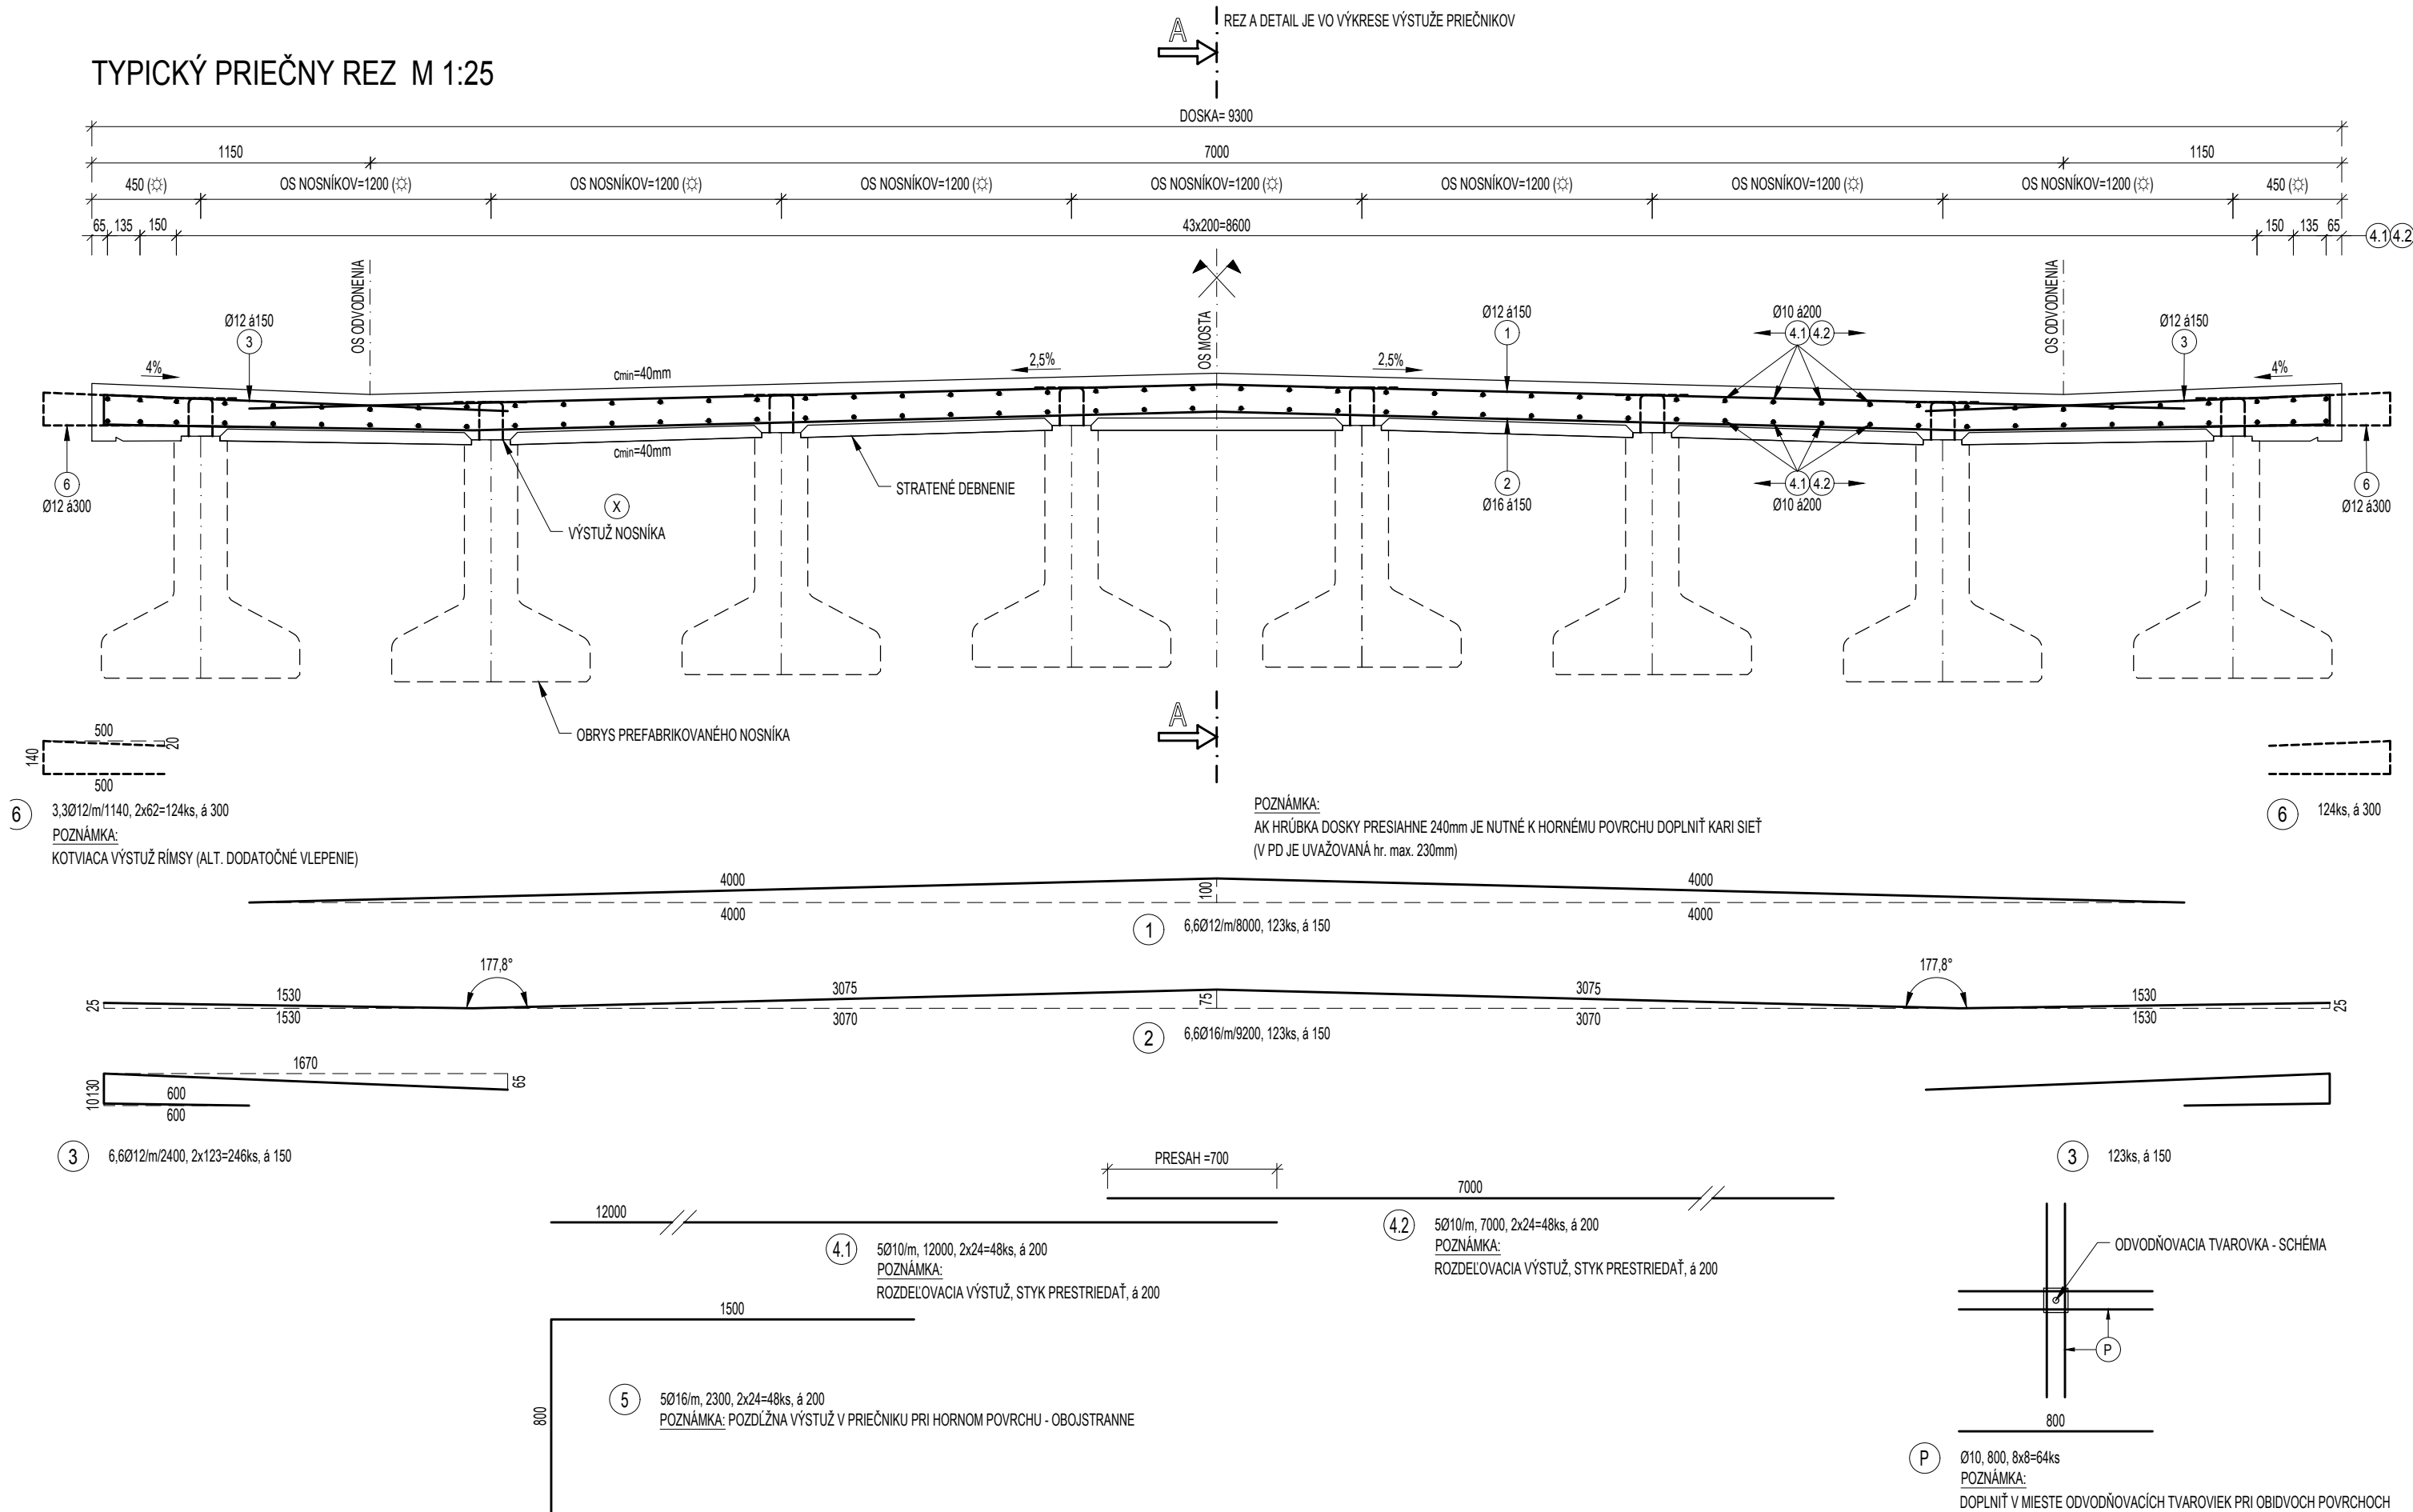 REZ A DETAIL JE VO VÝKRESE VÝSTUŽE PRIEČNIKOV
A
TYPICKÝ PRIEČNY REZ M 1:25
DOSKA= 9300
1150 7000 1150
450 (☼) OS NOSNÍKOV=1200 (☼) OS NOSNÍKOV=1200 (☼) OS NOSNÍKOV=1200 (☼) OS NOSNÍKOV=1200 (☼) OS NOSNÍKOV=1200 (☼) OS NOSNÍKOV=1200 (☼) OS NOSNÍKOV=1200 (☼) 450 (☼)
65 135 150 43x200=8600 150 135 65 4.1 4.2
OS ODVODNENIA
OS MOSTA
OS ODVODNENIA
Ø12 á150
3
Ø12 á150
1
Ø10 á200
4.1 4.2
Ø12 á150
3
4% cmin=40mm 2,5% 2,5% 4%
cmin=40mm
6
Ø12 á300
X
VÝSTUŽ NOSNÍKA
STRATENÉ DEBNENIE
2
Ø16 á150
4.1 4.2
Ø10 á200
6
Ø12 á300
OBRYS PREFABRIKOVANÉHO NOSNÍKA
A
500
20
140
500
6 3,3Ø12/m/1140, 2x62=124ks, á 300
POZNÁMKA:
KOTVIACA VÝSTUŽ RÍMSY (ALT. DODATOČNÉ VLEPENIE)
POZNÁMKA:
AK HRÚBKA DOSKY PRESIAHNE 240mm JE NUTNÉ K HORNÉMU POVRCHU DOPLNIŤ KARI SIEŤ
(V PD JE UVAŽOVANÁ hr. max. 230mm)
6 124ks, á 300
4000 4000
100
4000 4000
1 6,6Ø12/m/8000, 123ks, á 150
177,8° 177,8°
25 1530 3075 75 3075 1530 25
1530 3070 3070 1530
2 6,6Ø16/m/9200, 123ks, á 150
1670
65
130
10
600
600
3 6,6Ø12/m/2400, 2x123=246ks, á 150
3 123ks, á 150
PRESAH =700
7000
12000
4.2 5Ø10/m, 7000, 2x24=48ks, á 200
POZNÁMKA:
ROZDEĽOVACIA VÝSTUŽ, STYK PRESTRIEDAŤ, á 200
4.1 5Ø10/m, 12000, 2x24=48ks, á 200
POZNÁMKA:
ROZDEĽOVACIA VÝSTUŽ, STYK PRESTRIEDAŤ, á 200
ODVODŇOVACIA TVAROVKA - SCHÉMA
P
1500
800
5 5Ø16/m, 2300, 2x24=48ks, á 200
POZNÁMKA: POZDĹŽNA VÝSTUŽ V PRIEČNIKU PRI HORNOM POVRCHU - OBOJSTRANNE
800
P Ø10, 800, 8x8=64ks
POZNÁMKA:
DOPLNIŤ V MIESTE ODVODŇOVACÍCH TVAROVIEK PRI OBIDVOCH POVRCHOCH